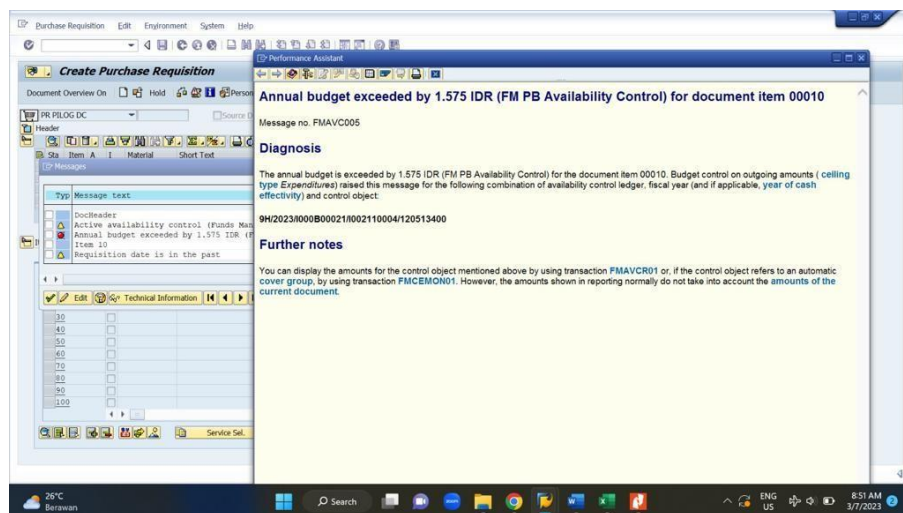 Purchase Requisition Edit Environment System Help
Create Purchase Requisition
Document Overview On Hold Person
PR PILOG DC Source D
Header
Sta Item A I Material Short Text
Messages
Typ Message text
DocHeader
Active availability control (Funds Man
Annual budget exceeded by 1.575 IDR (F
Item 10
Requisition date is in the past
Edit Technical Information
30
40
50
60
70
80
90
100
Service Sel.
Performance Assistant
Annual budget exceeded by 1.575 IDR (FM PB Availability Control) for document item 00010
Message no. FMAVC005
Diagnosis
The annual budget is exceeded by 1.575 IDR (FM PB Availability Control) for the document item 00010. Budget control on outgoing amounts ( ceiling
type Expenditures) raised this message for the following combination of availability control ledger, fiscal year (and if applicable, year of cash
effectivity) and control object:
9H/2023/I000B00021/I002110004/120513400
Further notes
You can display the amounts for the control object mentioned above by using transaction FMAVCR01 or, if the control object refers to an automatic
cover group, by using transaction FMCEMON01. However, the amounts shown in reporting normally do not take into account the amounts of the
current document.
26°C
Berawan
Search
ENG
US
8:51 AM
3/7/2023
2